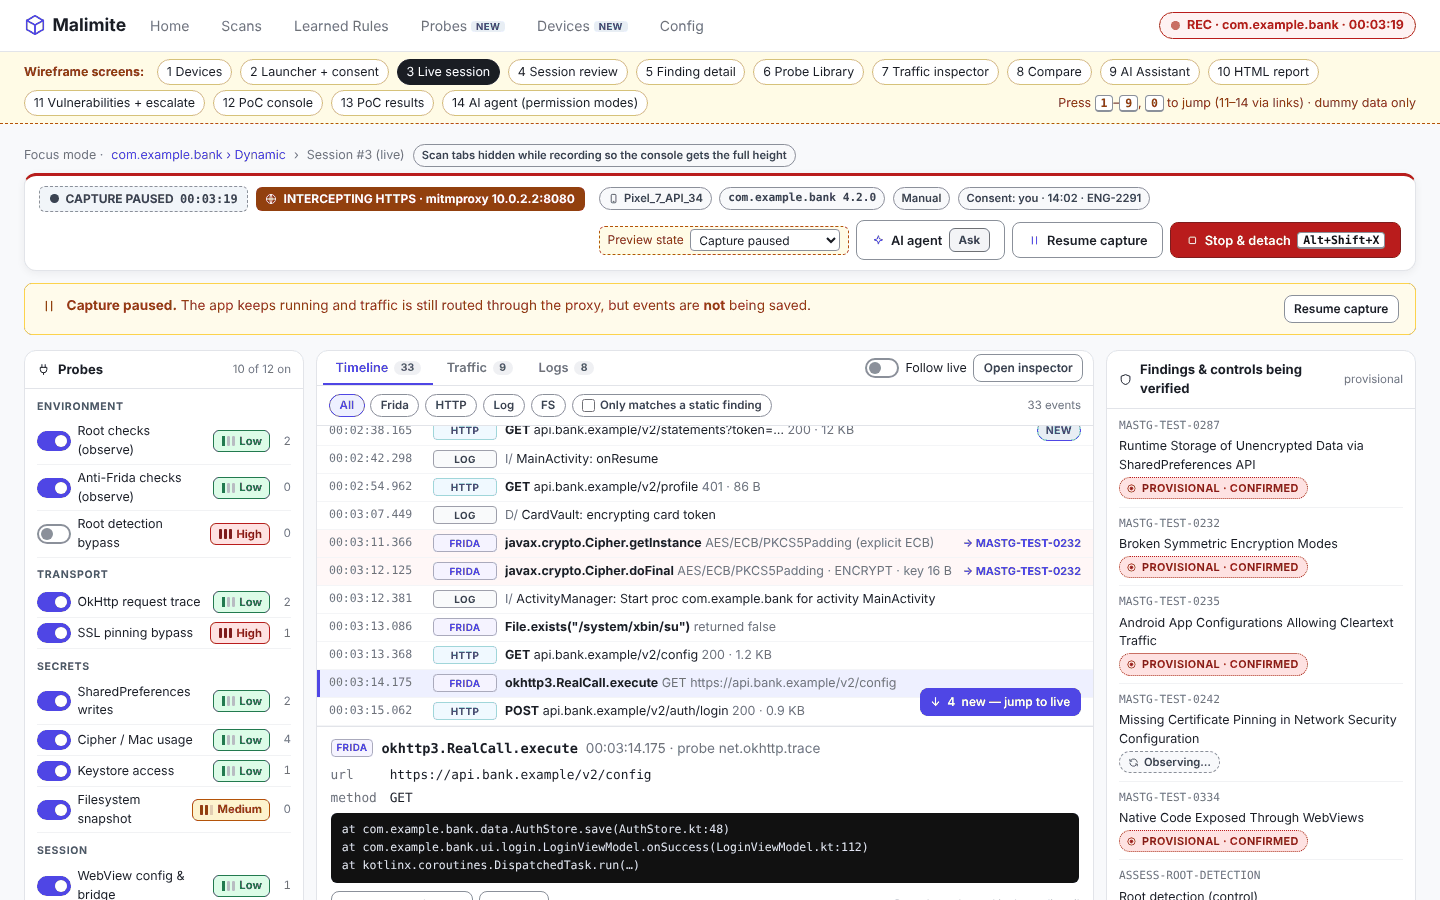 Malimite Home Scans Learned Rules Probes NEW Devices NEW Config REC · com.example.bank · 00:03:19
Wireframe screens: 1 Devices 2 Launcher + consent 3 Live session 4 Session review 5 Finding detail 6 Probe Library 7 Traffic inspector 8 Compare 9 AI Assistant 10 HTML report
11 Vulnerabilities + escalate 12 PoC console 13 PoC results 14 AI agent (permission modes) Press 1–9, 0 to jump (11–14 via links) · dummy data only
Focus mode · com.example.bank › Dynamic › Session #3 (live) Scan tabs hidden while recording so the console gets the full height
CAPTURE PAUSED 00:03:19 INTERCEPTING HTTPS · mitmproxy 10.0.2.2:8080 Pixel_7_API_34 com.example.bank 4.2.0 Manual Consent: you · 14:02 · ENG-2291
Preview state Capture paused AI agent Ask Resume capture Stop & detach Alt+Shift+X
Capture paused. The app keeps running and traffic is still routed through the proxy, but events are not being saved. Resume capture
Probes 10 of 12 on
ENVIRONMENT
Root checks (observe) Low 2
Anti-Frida checks (observe) Low 0
Root detection bypass High 0
TRANSPORT
OkHttp request trace Low 2
SSL pinning bypass High 1
SECRETS
SharedPreferences writes Low 2
Cipher / Mac usage Low 4
Keystore access Low 1
Filesystem snapshot Medium 0
SESSION
WebView config & bridge Low 1
Timeline 33 Traffic 9 Logs 8 Follow live Open inspector
All Frida HTTP Log FS Only matches a static finding 33 events
00:02:38.165 HTTP GET api.bank.example/v2/statements?token=… 200 · 12 KB NEW
00:02:42.298 LOG I/ MainActivity: onResume
00:02:54.962 HTTP GET api.bank.example/v2/profile 401 · 86 B
00:03:07.449 LOG D/ CardVault: encrypting card token
00:03:11.366 FRIDA javax.crypto.Cipher.getInstance AES/ECB/PKCS5Padding (explicit ECB) → MASTG-TEST-0232
00:03:12.125 FRIDA javax.crypto.Cipher.doFinal AES/ECB/PKCS5Padding · ENCRYPT · key 16 B → MASTG-TEST-0232
00:03:12.381 LOG I/ ActivityManager: Start proc com.example.bank for activity MainActivity
00:03:13.086 FRIDA File.exists("/system/xbin/su") returned false
00:03:13.368 HTTP GET api.bank.example/v2/config 200 · 1.2 KB
00:03:14.175 FRIDA okhttp3.RealCall.execute GET https://api.bank.example/v2/config
00:03:15.062 HTTP POST api.bank.example/v2/auth/login 200 · 0.9 KB
↓ 4 new — jump to live
FRIDA okhttp3.RealCall.execute 00:03:14.175 · probe net.okhttp.trace
url https://api.bank.example/v2/config
method GET
at com.example.bank.data.AuthStore.save(AuthStore.kt:48)
at com.example.bank.ui.login.LoginViewModel.onSuccess(LoginViewModel.kt:112)
at kotlinx.coroutines.DispatchedTask.run(…)
Findings & controls being verified provisional
MASTG-TEST-0287
Runtime Storage of Unencrypted Data via
SharedPreferences API
PROVISIONAL · CONFIRMED
MASTG-TEST-0232
Broken Symmetric Encryption Modes
PROVISIONAL · CONFIRMED
MASTG-TEST-0235
Android App Configurations Allowing Cleartext
Traffic
PROVISIONAL · CONFIRMED
MASTG-TEST-0242
Missing Certificate Pinning in Network Security
Configuration
Observing…
MASTG-TEST-0334
Native Code Exposed Through WebViews
PROVISIONAL · CONFIRMED
ASSESS-ROOT-DETECTION
Root detection (control)